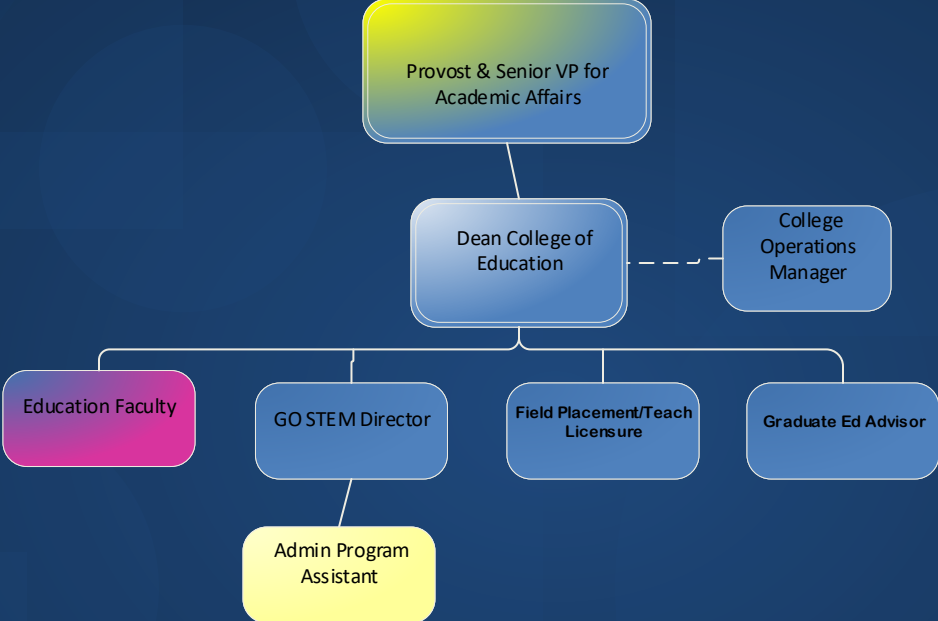 Provost & Senior VP for
Academic Affairs
Dean College of
Education
College
Operations
Manager
Education Faculty
GO STEM Director
Field Placement/Teach
Licensure
Graduate Ed Advisor
Admin Program
Assistant